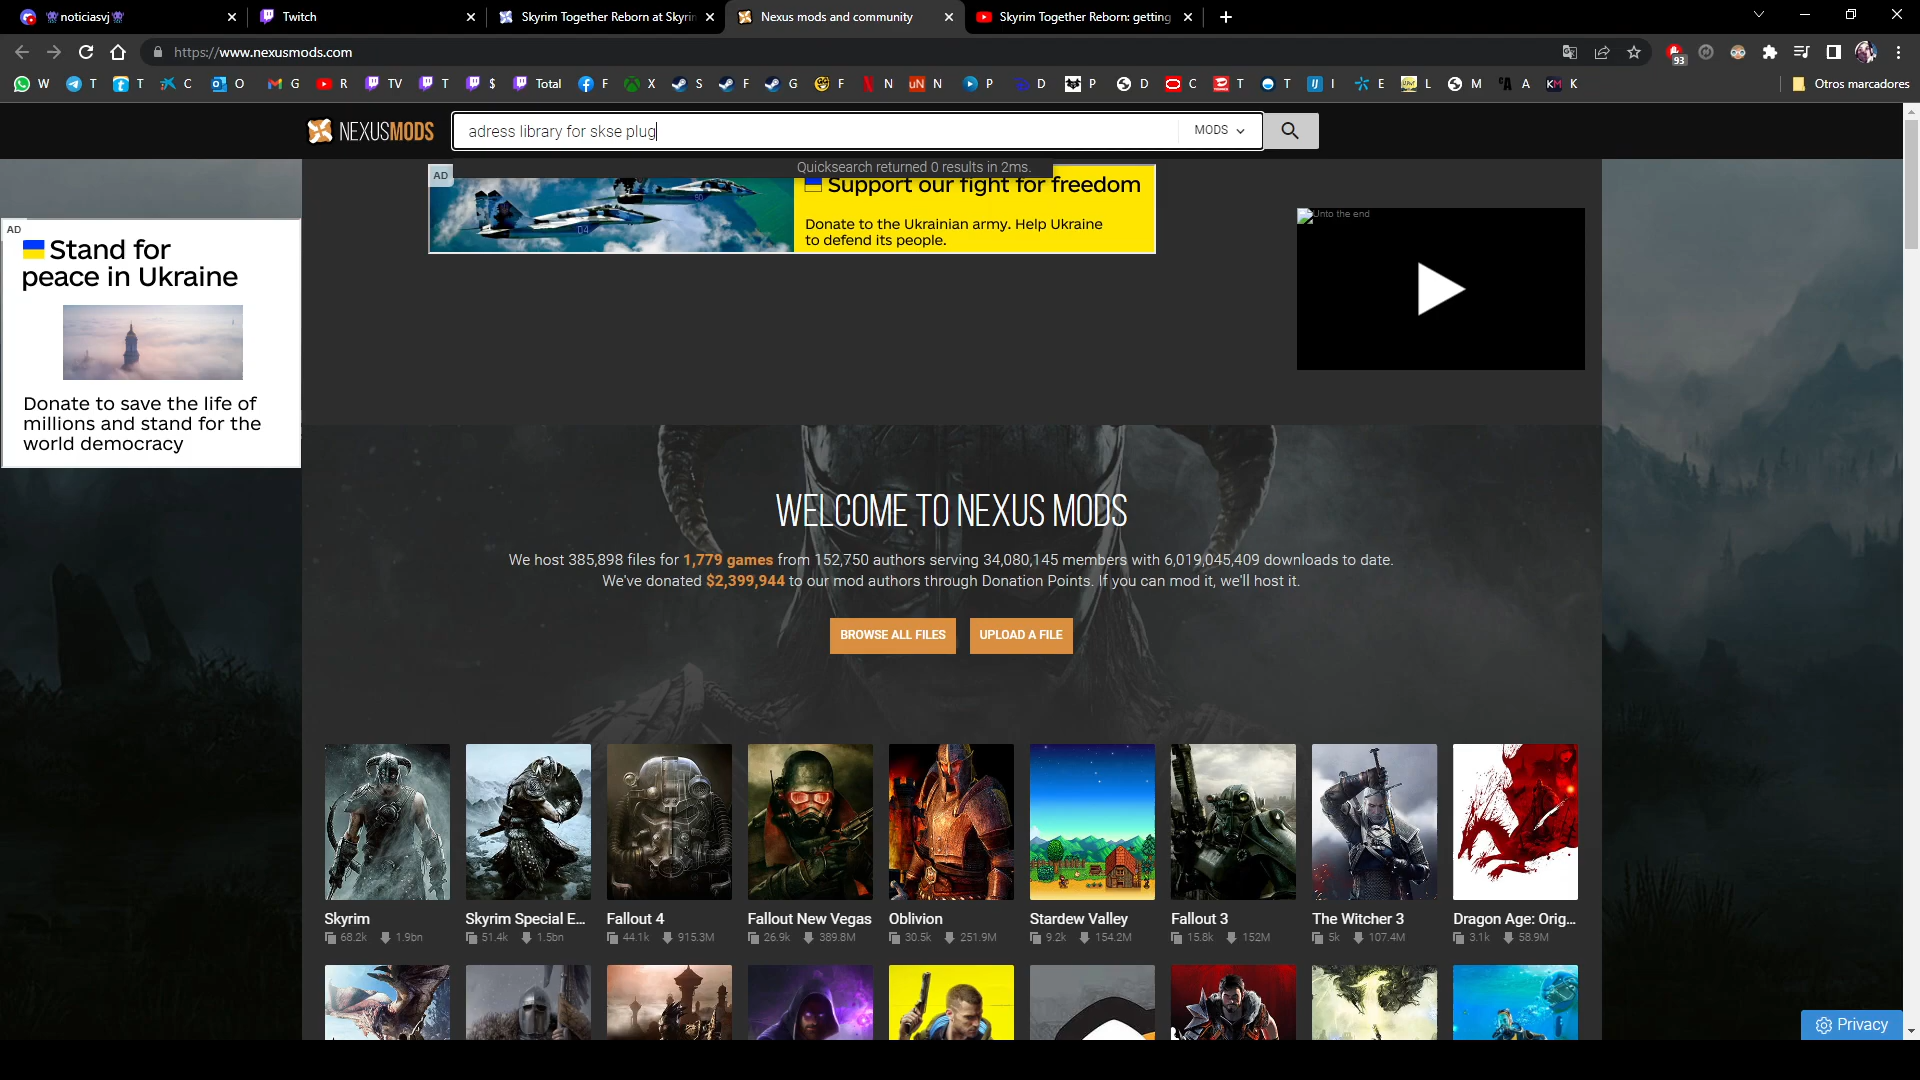 noticiasvj
Twitch
Skyrim Together Reborn at Skyrim
Nexus mods and community
Skyrim Together Reborn: getting
https://www.nexusmods.com
93
W T T C O G R TV T $ Total F X S F G F N N P D P D C T T I E L M A K Otros marcadores
NEXUSMODS
adress library for skse plug
MODS
Quicksearch returned 0 results in 2ms.
AD
Support our fight for freedom
Donate to the Ukrainian army. Help Ukraine
to defend its people.
Unto the end
AD
Stand for
peace in Ukraine
Donate to save the life of
millions and stand for the
world democracy
WELCOME TO NEXUS MODS
We host 385,898 files for 1,779 games from 152,750 authors serving 34,080,145 members with 6,019,045,409 downloads to date.
We've donated $2,399,944 to our mod authors through Donation Points. If you can mod it, we'll host it.
BROWSE ALL FILES
UPLOAD A FILE
Skyrim
68.2k 1.9bn
Skyrim Special E...
51.4k 1.5bn
Fallout 4
44.1k 915.3M
Fallout New Vegas
26.9k 389.8M
Oblivion
30.5k 251.9M
Stardew Valley
9.2k 154.2M
Fallout 3
15.8k 152M
The Witcher 3
5k 107.4M
Dragon Age: Orig...
3.1k 58.9M
Privacy